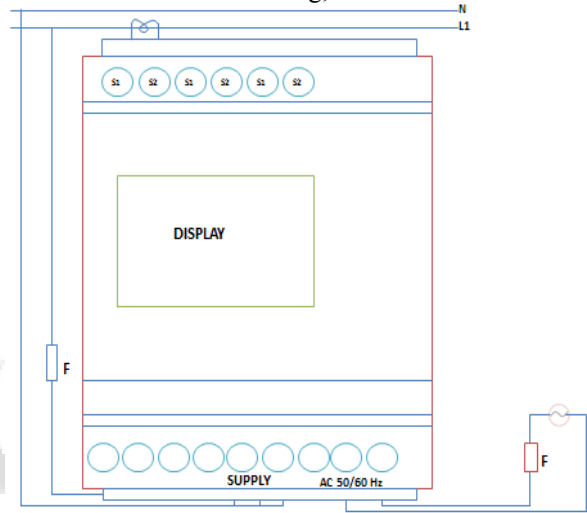 N
L1
S1 S2 S1 S2 S1 S2
DISPLAY
F
F
SUPPLY AC 50/60 Hz